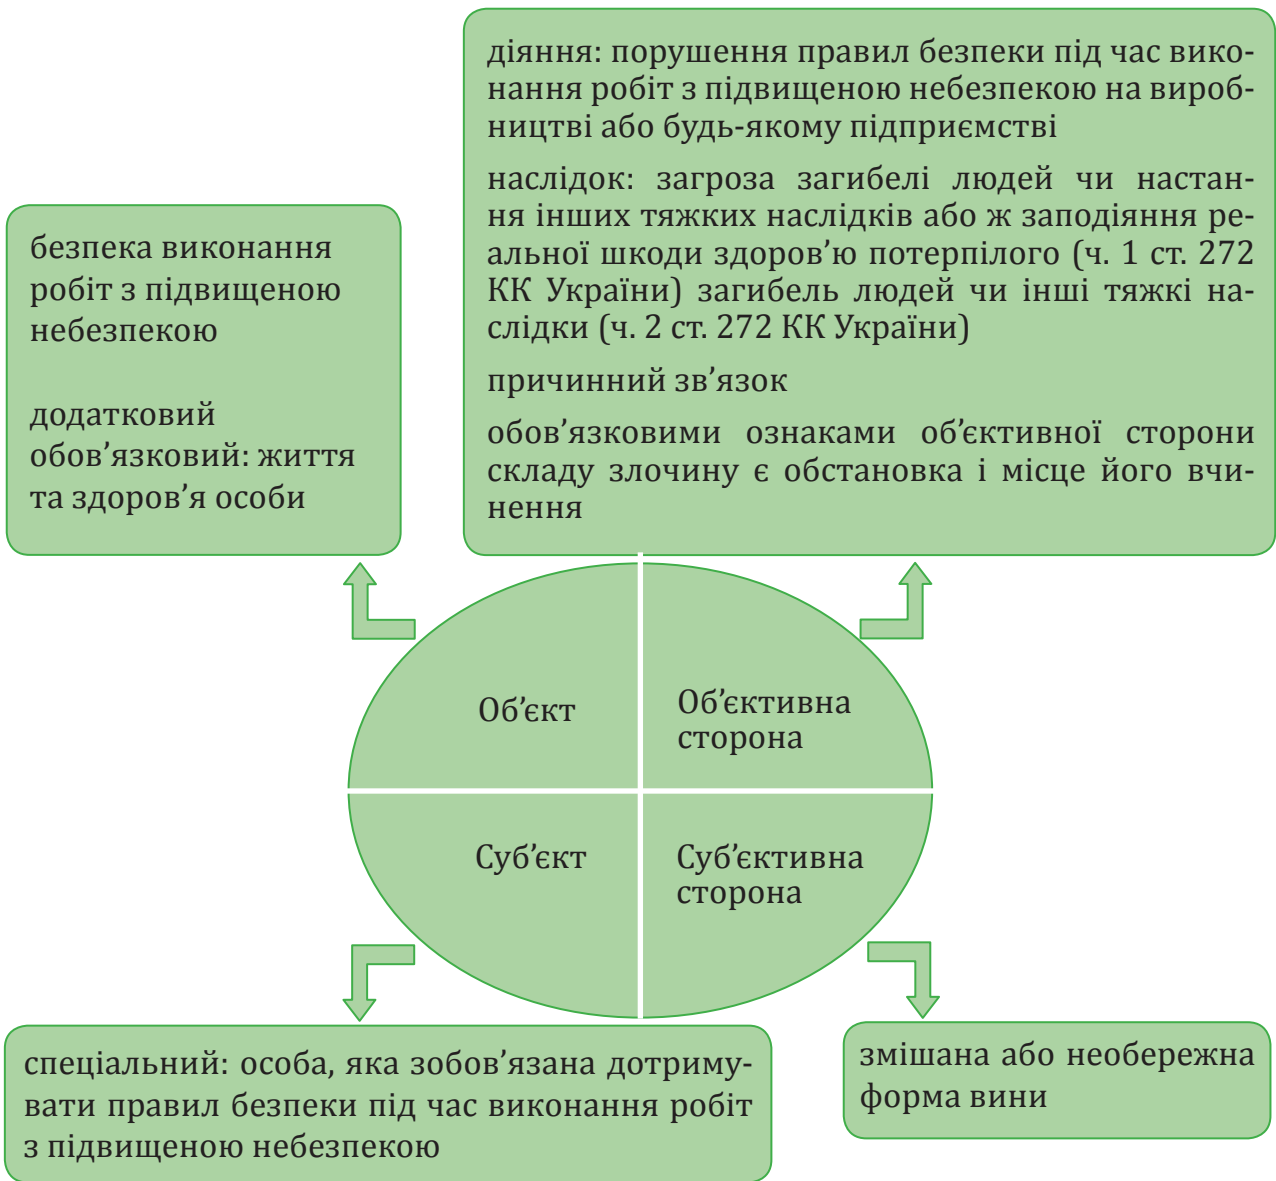 діяння: порушення правил безпеки під час вико-
нання робіт з підвищеною небезпекою на вироб-
ництві або будь-якому підприємстві
наслідок: загроза загибелі людей чи настан-
ня інших тяжких наслідків або ж заподіяння ре-
альної шкоди здоров’ю потерпілого (ч. 1 ст. 272
КК України) загибель людей чи інші тяжкі на-
слідки (ч. 2 ст. 272 КК України)
причинний зв’язок
обов’язковими ознаками об’єктивної сторони
складу злочину є обстановка і місце його вчи-
нення
безпека виконання
робіт з підвищеною
небезпекою
додатковий
обов’язковий: життя
та здоров’я особи
Об’єкт
Об’єктивна
сторона
Суб’єкт
Суб’єктивна
сторона
спеціальний: особа, яка зобов’язана дотриму-
вати правил безпеки під час виконання робіт
з підвищеною небезпекою
змішана або необережна
форма вини